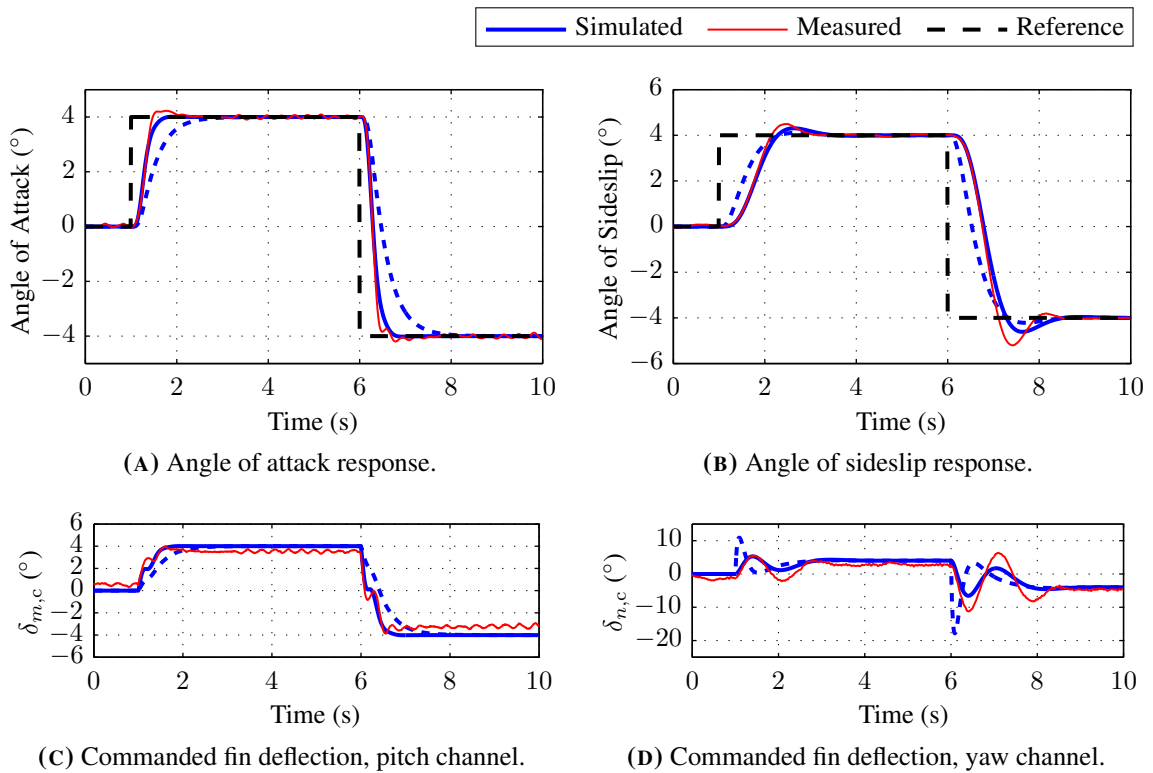 Simulated Measured Reference
Angle of Attack (°)
4
2
0
−2
−4
0 2 4 6 8 10
Time (s)
(A) Angle of attack response.
Angle of Sideslip (°)
6
4
2
0
−2
−4
−6
0 2 4 6 8 10
Time (s)
(B) Angle of sideslip response.
δm,c (°)
6
4
2
0
−2
−4
−6
0 2 4 6 8 10
Time (s)
(C) Commanded fin deflection, pitch channel.
δn,c (°)
10
0
−10
−20
0 2 4 6 8 10
Time (s)
(D) Commanded fin deflection, yaw channel.